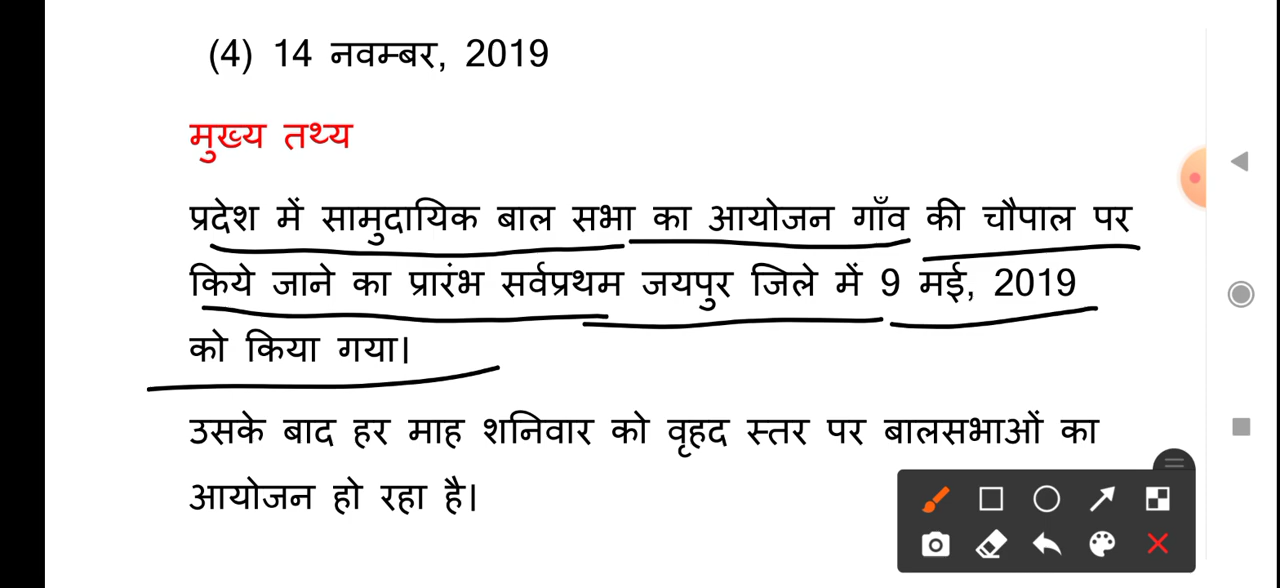 (4) 14 नवम्बर, 2019
मुख्य तथ्य
प्रदेश में सामुदायिक बाल सभा का आयोजन गाँव की चौपाल पर
किये जाने का प्रारंभ सर्वप्रथम जयपुर जिले में 9 मई, 2019
को किया गया।
उसके बाद हर माह शनिवार को वृहद स्तर पर बालसभाओं का
आयोजन हो रहा है।